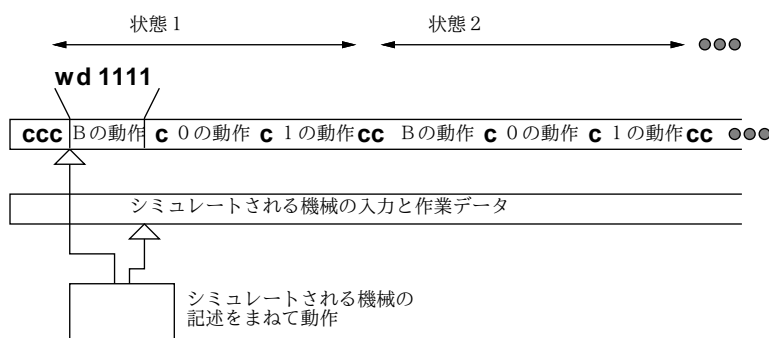 状態１ 状態２
wd 1111
ccc Ｂの動作 c ０の動作 c １の動作 cc Ｂの動作 c ０の動作 c １の動作 cc
シミュレートされる機械の入力と作業データ
シミュレートされる機械の
記述をまねて動作